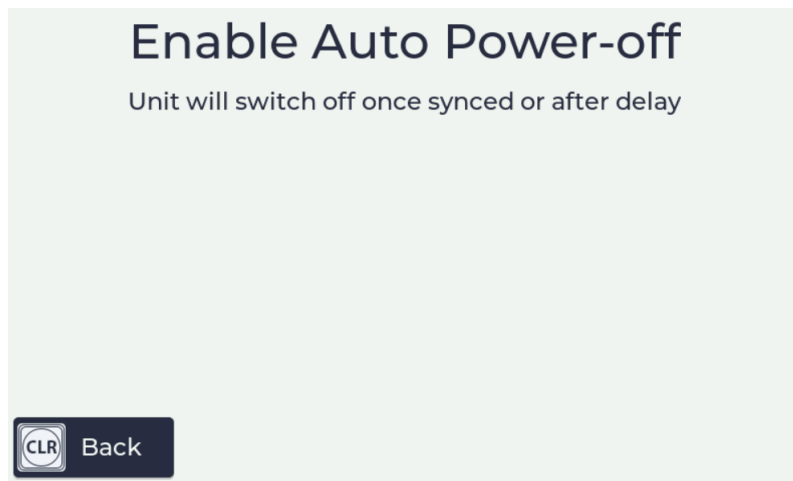 Enable Auto Power-off
Unit will switch off once synced or after delay
CLR Back